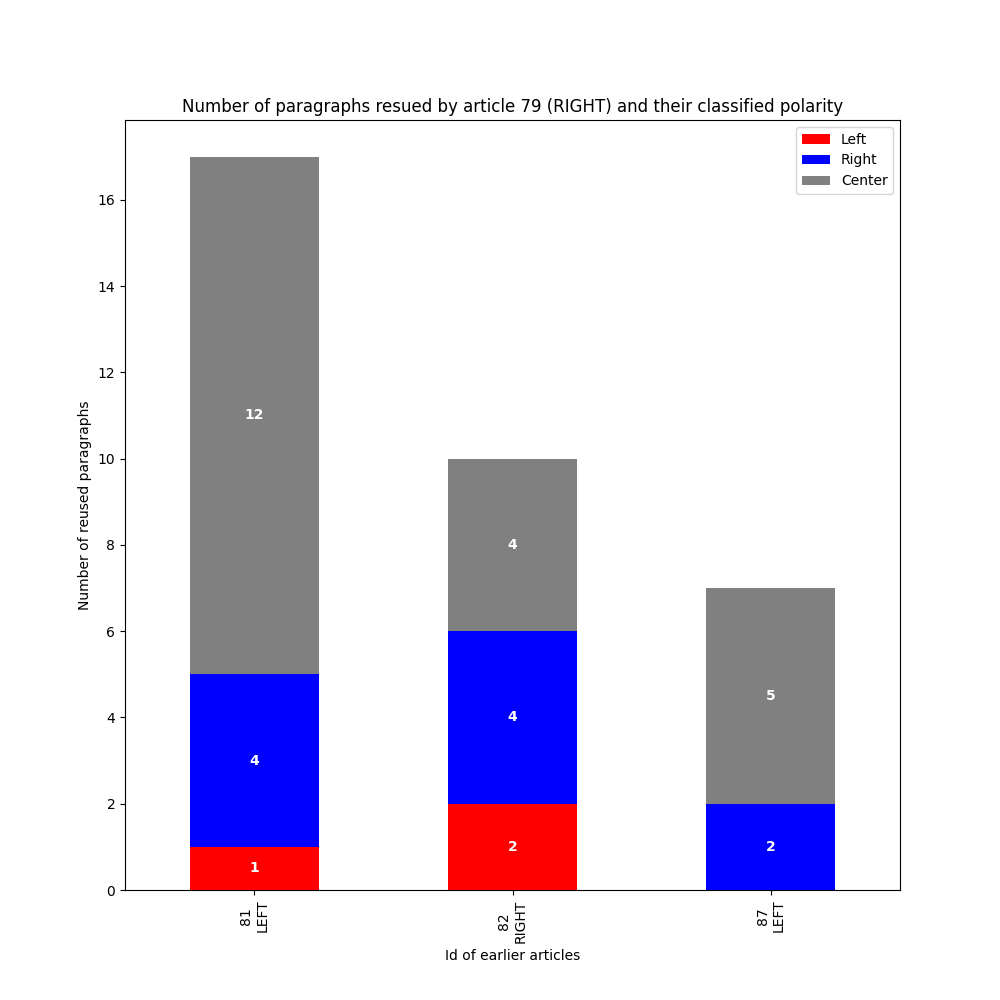 Number of paragraphs resued by article 79 (RIGHT) and their classified polarity
Left
Right
Center
Number of reused paragraphs
16
14
12
10
8
6
4
2
0
12
4
1
4
4
2
5
2
81
LEFT
82
RIGHT
87
LEFT
Id of earlier articles